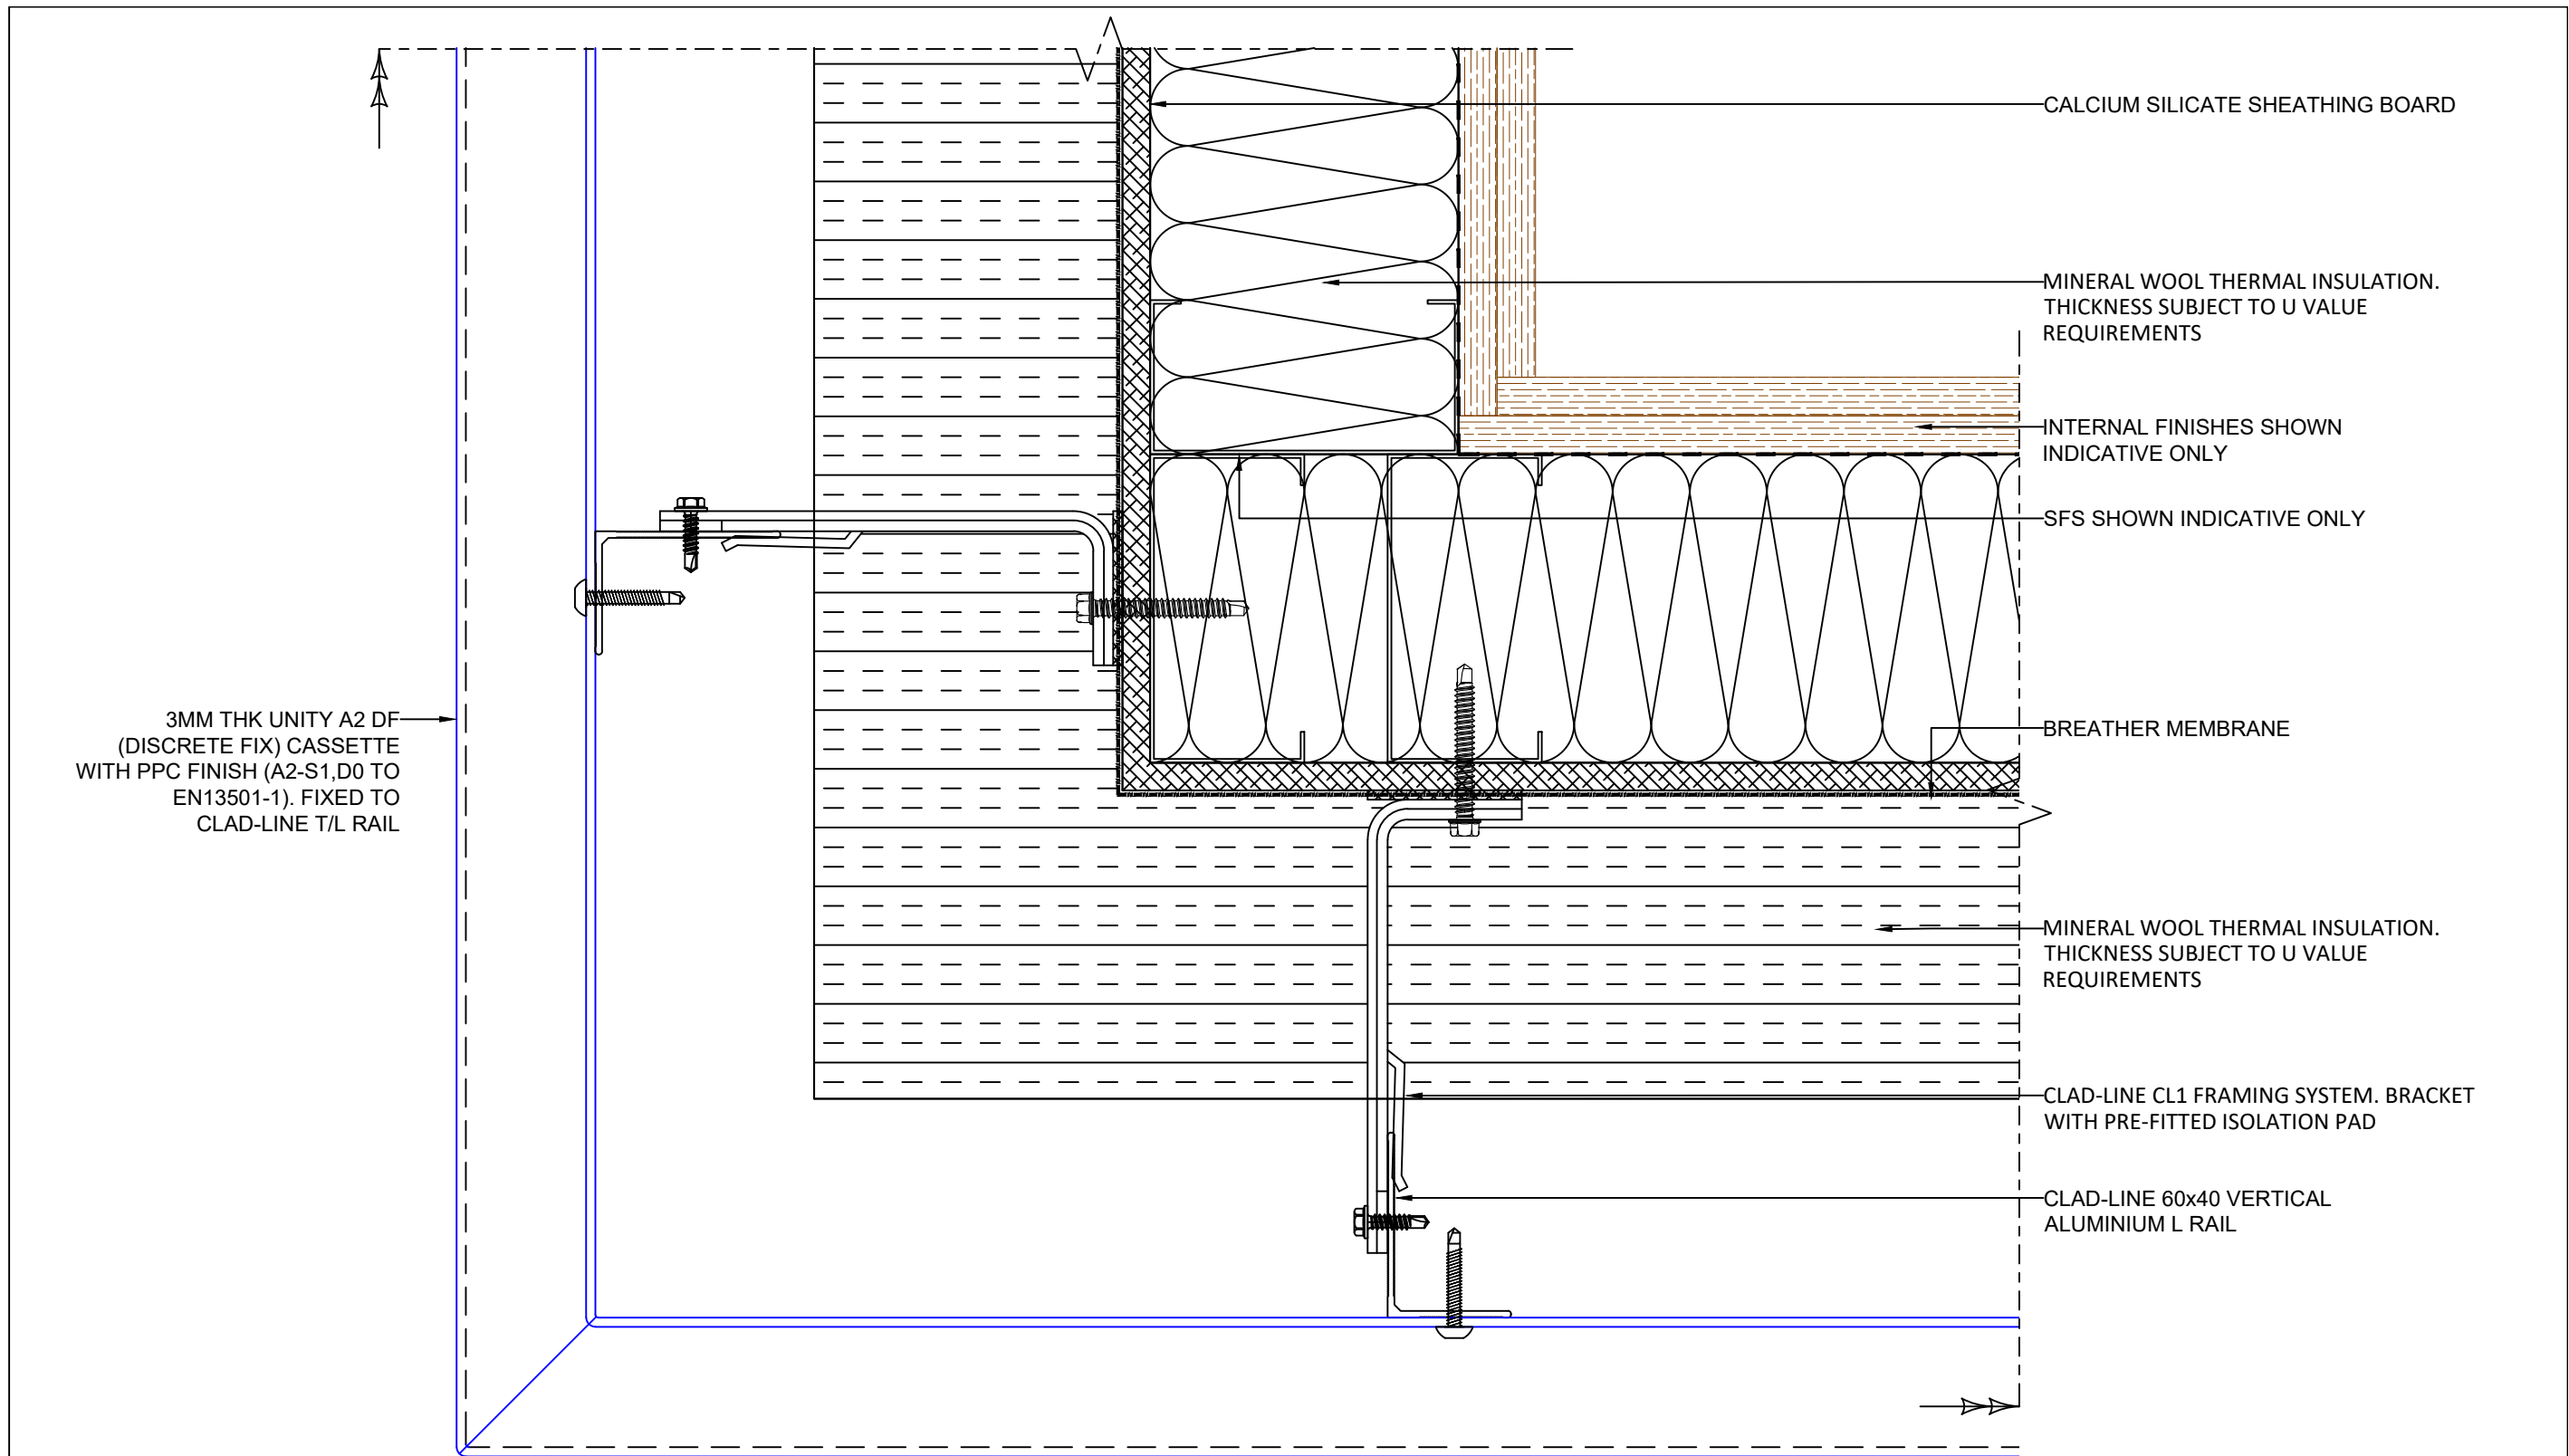 CALCIUM SILICATE SHEATHING BOARD
MINERAL WOOL THERMAL INSULATION.
THICKNESS SUBJECT TO U VALUE
REQUIREMENTS
INTERNAL FINISHES SHOWN
INDICATIVE ONLY
SFS SHOWN INDICATIVE ONLY
3MM THK UNITY A2 DF
(DISCRETE FIX) CASSETTE
WITH PPC FINISH (A2-S1,D0 TO
EN13501-1). FIXED TO
CLAD-LINE T/L RAIL
BREATHER MEMBRANE
MINERAL WOOL THERMAL INSULATION.
THICKNESS SUBJECT TO U VALUE
REQUIREMENTS
CLAD-LINE CL1 FRAMING SYSTEM. BRACKET
WITH PRE-FITTED ISOLATION PAD
CLAD-LINE 60x40 VERTICAL
ALUMINIUM L RAIL